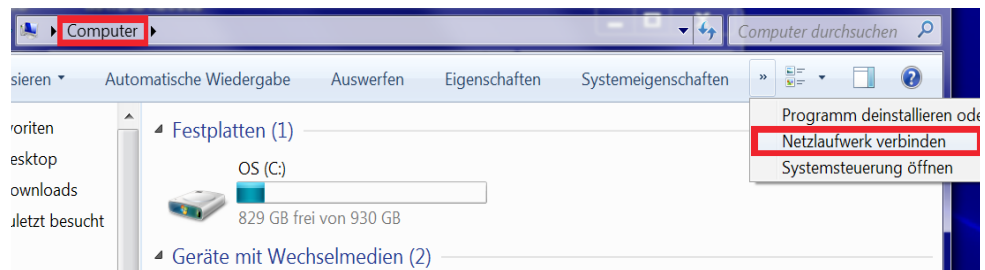 Computer
Computer durchsuchen
sieren Automatische Wiedergabe Auswerfen Eigenschaften Systemeigenschaften »
Programm deinstallieren ode
Netzlaufwerk verbinden
Systemsteuerung öffnen
voriten
esktop
ownloads
uletzt besucht
Festplatten (1)
OS (C:)
829 GB frei von 930 GB
Geräte mit Wechselmedien (2)